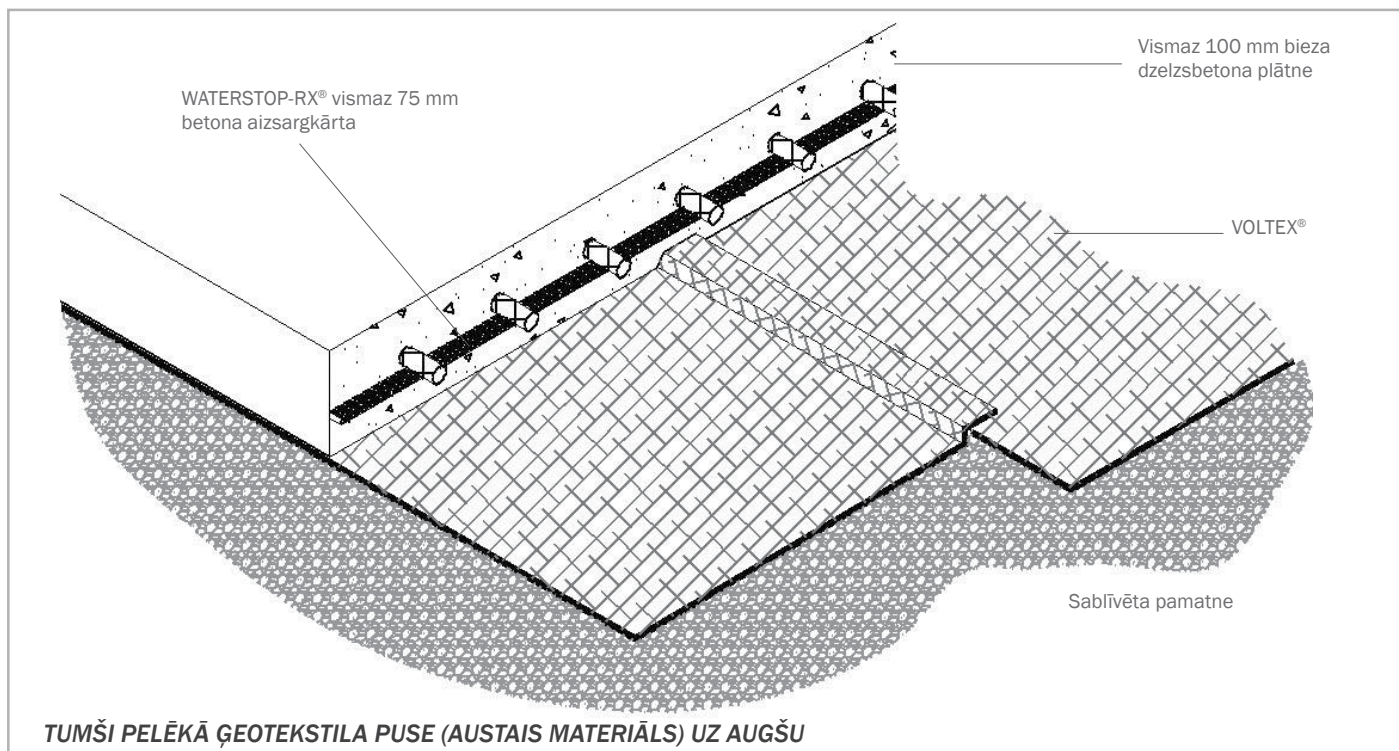 Vismaz 100 mm bieza
dzelzsbetona plātne
WATERSTOP-RX® vismaz 75 mm
betona aizsargkārta
VOLTEX®
Sablīvēta pamatne
TUMŠI PELĒKĀ ĢEOTEKSTILA PUSE (AUSTAIS MATERIĀLS) UZ AUGŠU